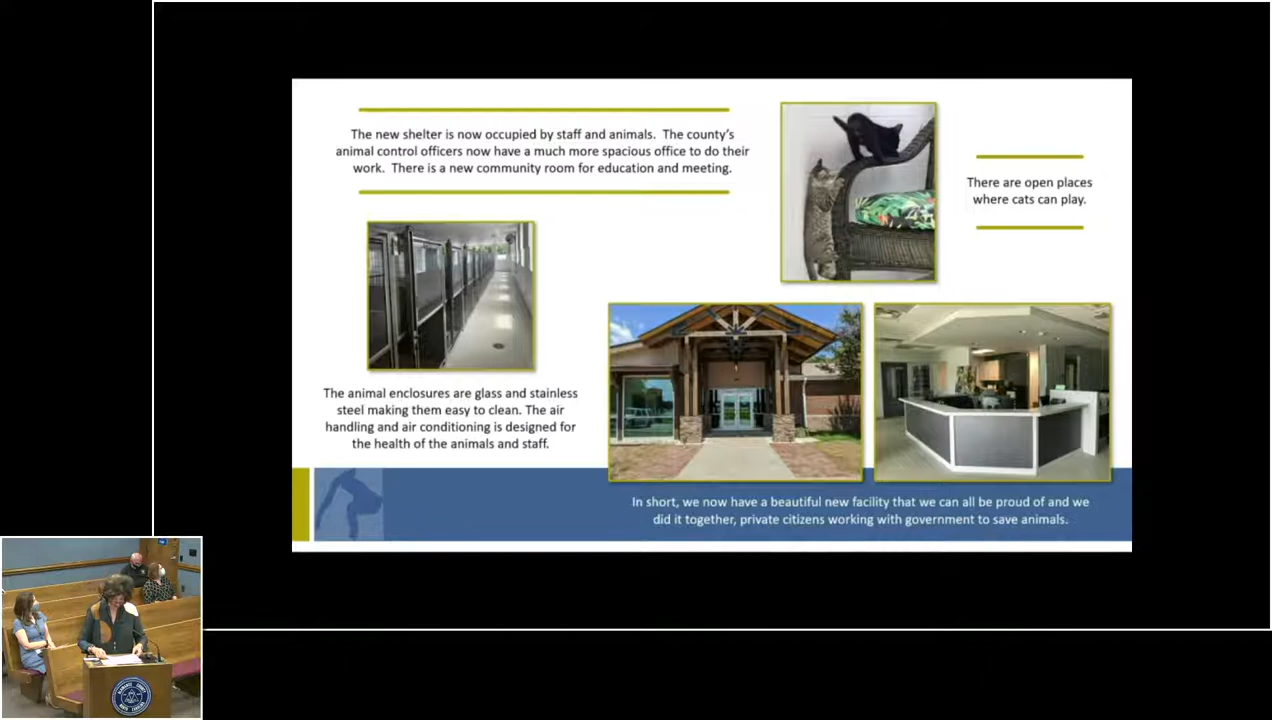 The new shelter is now occupied by staff and animals. The county's
animal control officers now have a much more spacious office to do their
work. There is a new community room for education and meeting.
There are open places
where cats can play.
The animal enclosures are glass and stainless
steel making them easy to clean. The air
handling and air conditioning is designed for
the health of the animals and staff.
In short, we now have a beautiful new facility that we can all be proud of and we
did it together, private citizens working with government to save animals.